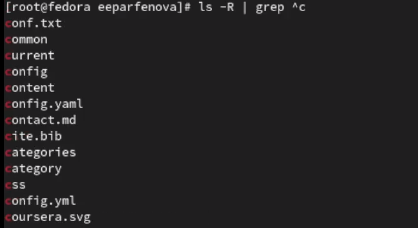 [root@fedora eeparfenova]# ls -R | grep ^c
conf.txt
common
current
config
content
config.yaml
contact.md
cite.bib
categories
category
css
config.yml
coursera.svg